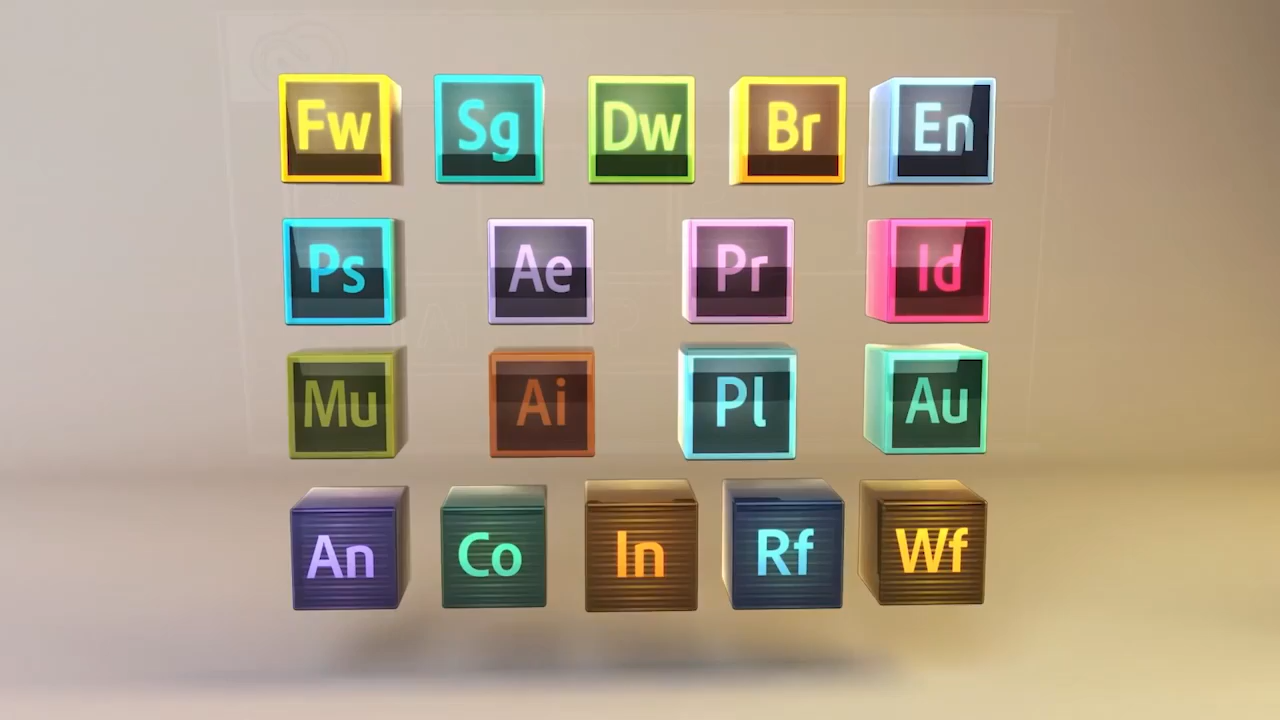 Fw Sg Dw Br En
Ps Ae Pr Id
Mu Ai Pl Au
An Co In Rf Wf